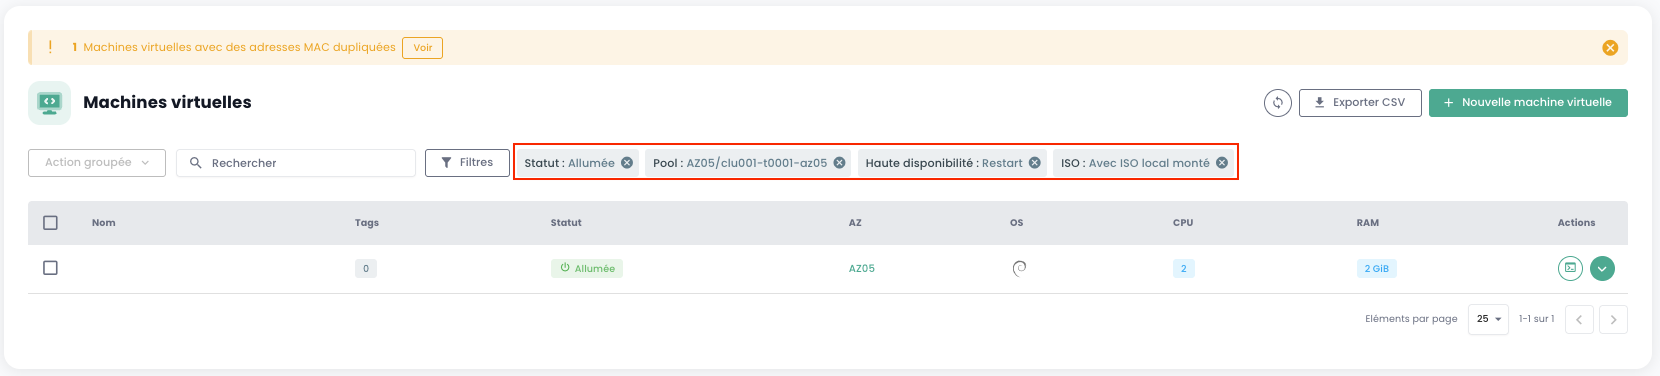 ! 1 Machines virtuelles avec des adresses MAC dupliquées Voir
Machines virtuelles
Exporter CSV + Nouvelle machine virtuelle
Action groupée Rechercher Filtres Statut : Allumée Pool : AZ05/clu001-t0001-az05 Haute disponibilité : Restart ISO : Avec ISO local monté
Nom Tags Statut AZ OS CPU RAM Actions
0 Allumée AZ05 2 2 GiB
Eléments par page 25 1-1 sur 1